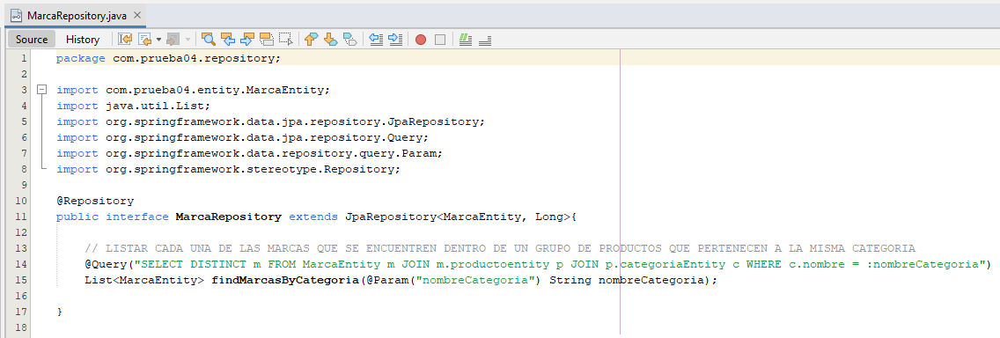 MarcaRepository.java
Source History
1 package com.prueba04.repository;
2
3 import com.prueba04.entity.MarcaEntity;
4 import java.util.List;
5 import org.springframework.data.jpa.repository.JpaRepository;
6 import org.springframework.data.jpa.repository.Query;
7 import org.springframework.data.repository.query.Param;
8 import org.springframework.stereotype.Repository;
9
10 @Repository
11 public interface MarcaRepository extends JpaRepository<MarcaEntity, Long>{
12
13 // LISTAR CADA UNA DE LAS MARCAS QUE SE ENCUENTREN DENTRO DE UN GRUPO DE PRODUCTOS QUE PERTENECEN A LA MISMA CATEGORIA
14 @Query("SELECT DISTINCT m FROM MarcaEntity m JOIN m.productoentity p JOIN p.categoriaEntity c WHERE c.nombre = :nombreCategoria")
15 List<MarcaEntity> findMarcasByCategoria(@Param("nombreCategoria") String nombreCategoria);
16
17 }
18